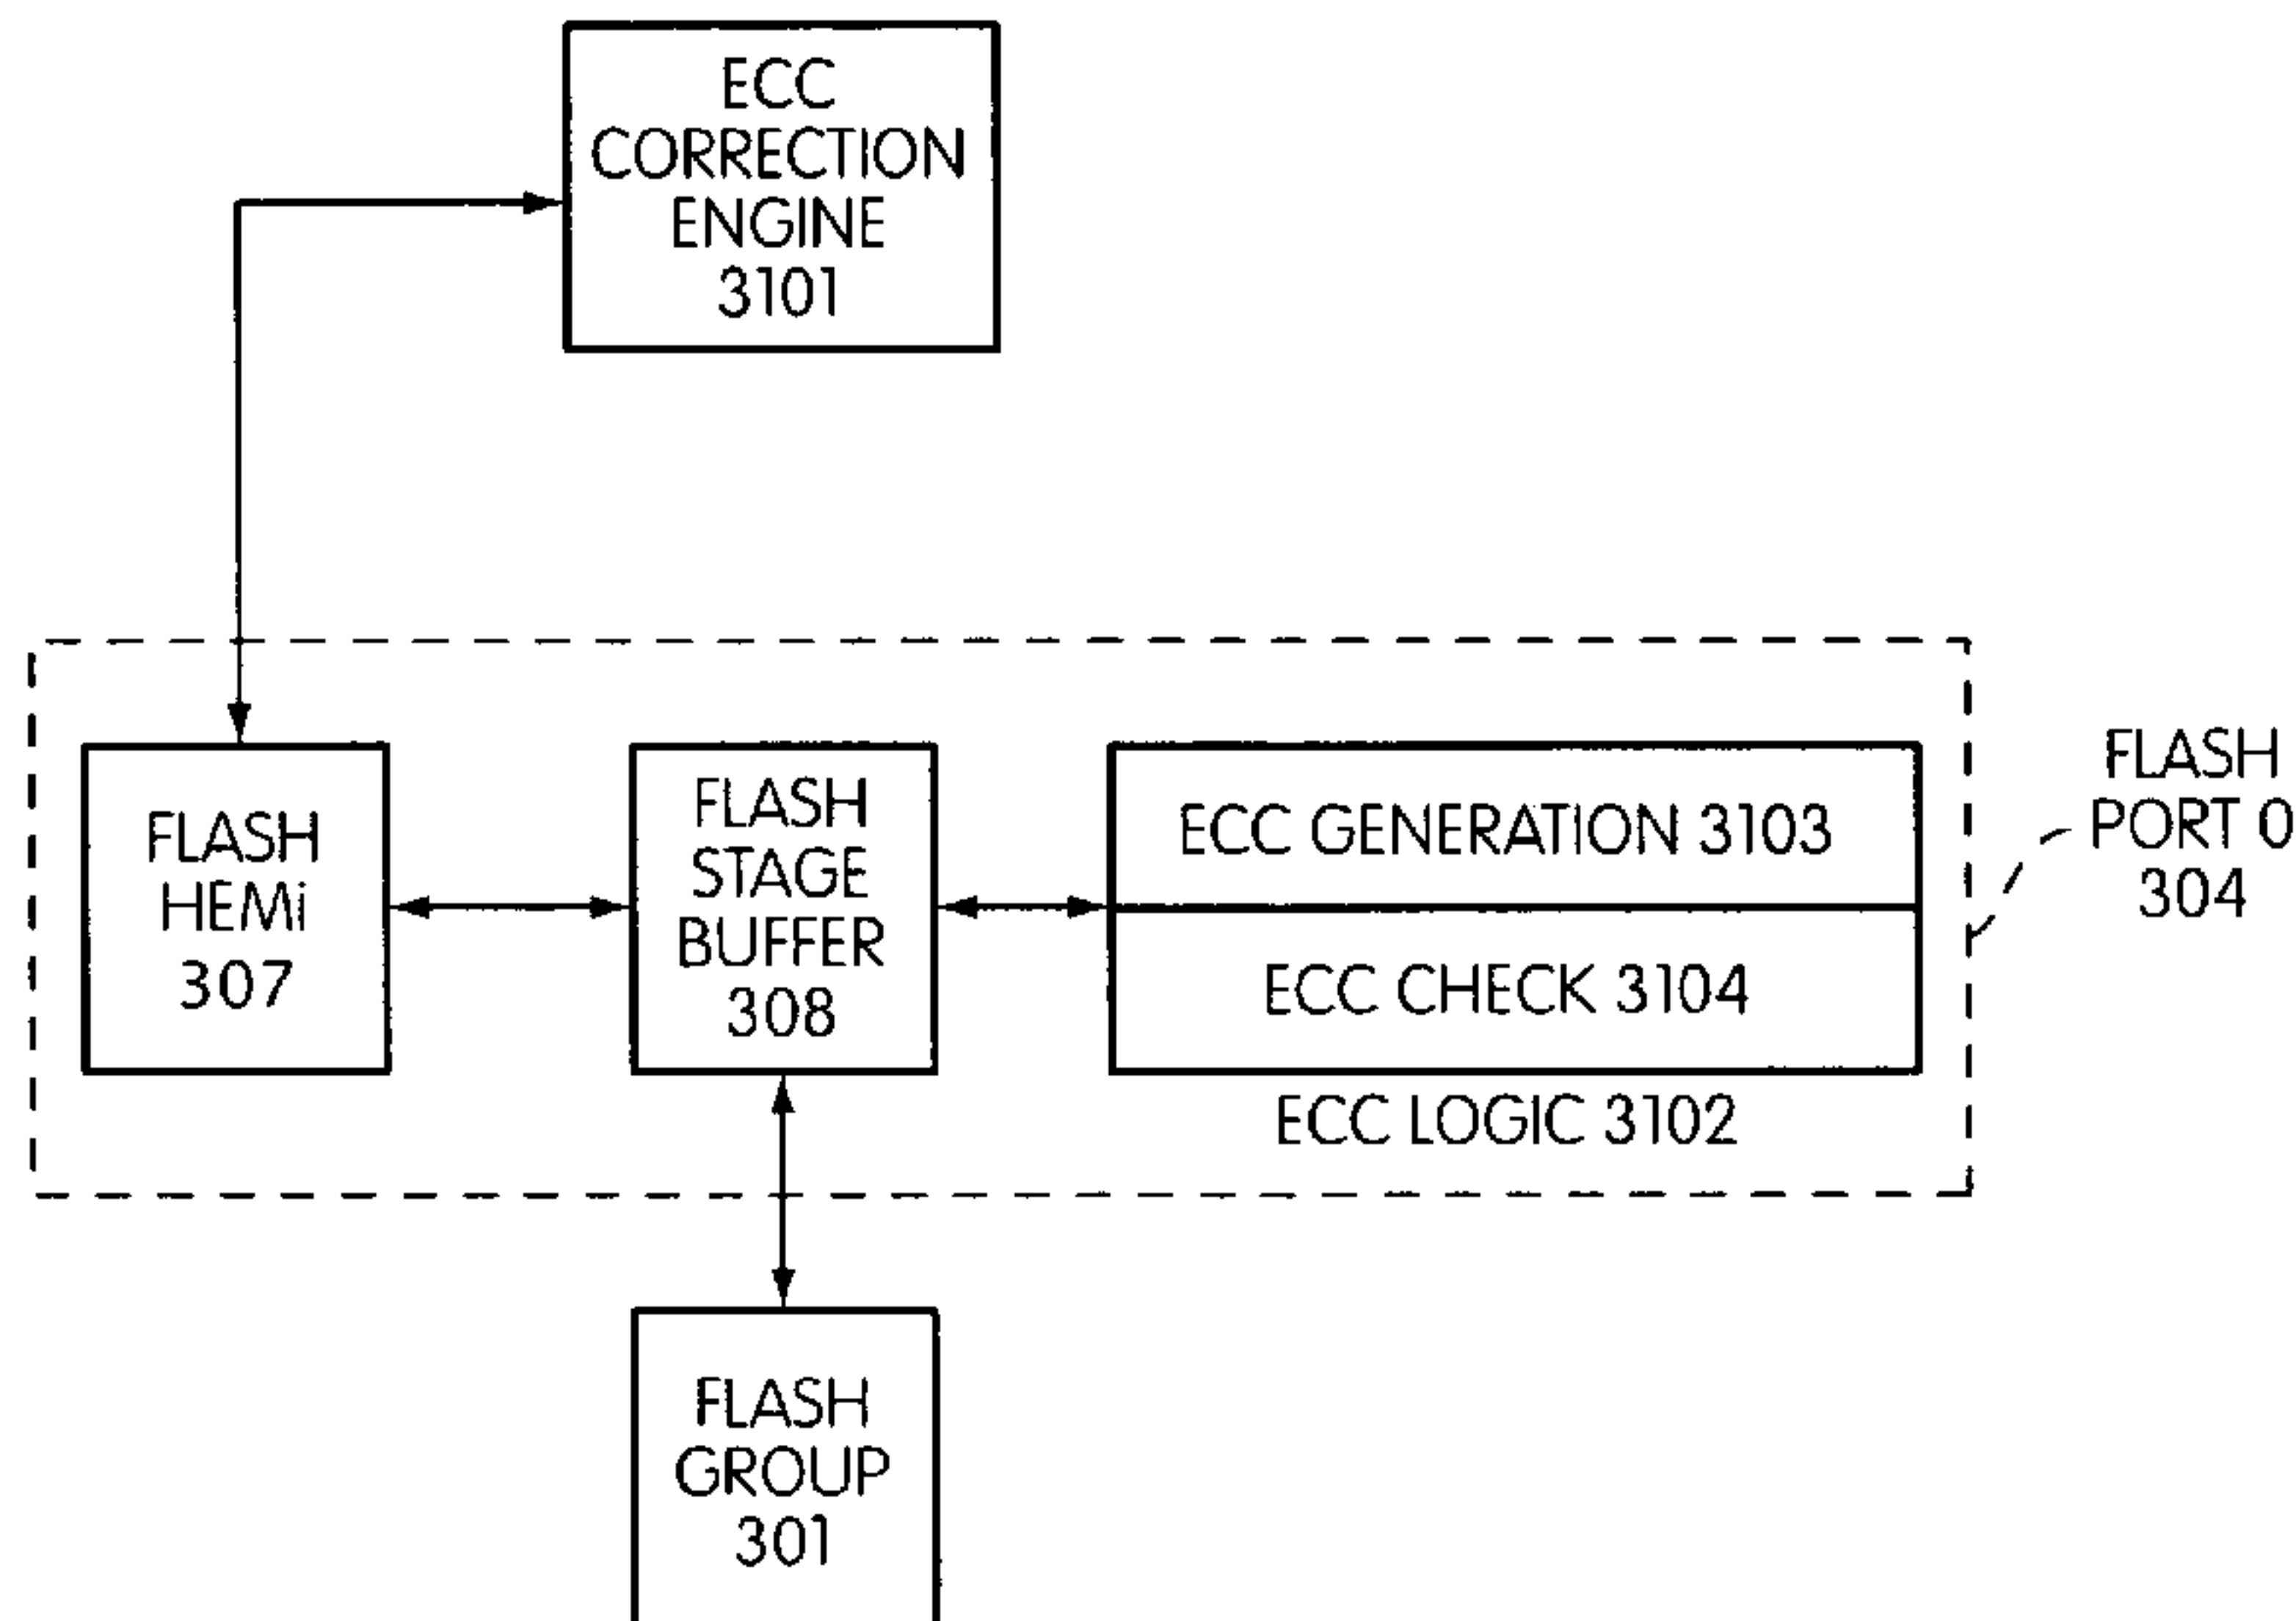 ECC
CORRECTION
ENGINE
3101
FLASH
HEMi
307
FLASH
STAGE
BUFFER
308
ECC GENERATION 3103
ECC CHECK 3104
ECC LOGIC 3102
FLASH
PORT 0
304
FLASH
GROUP
301